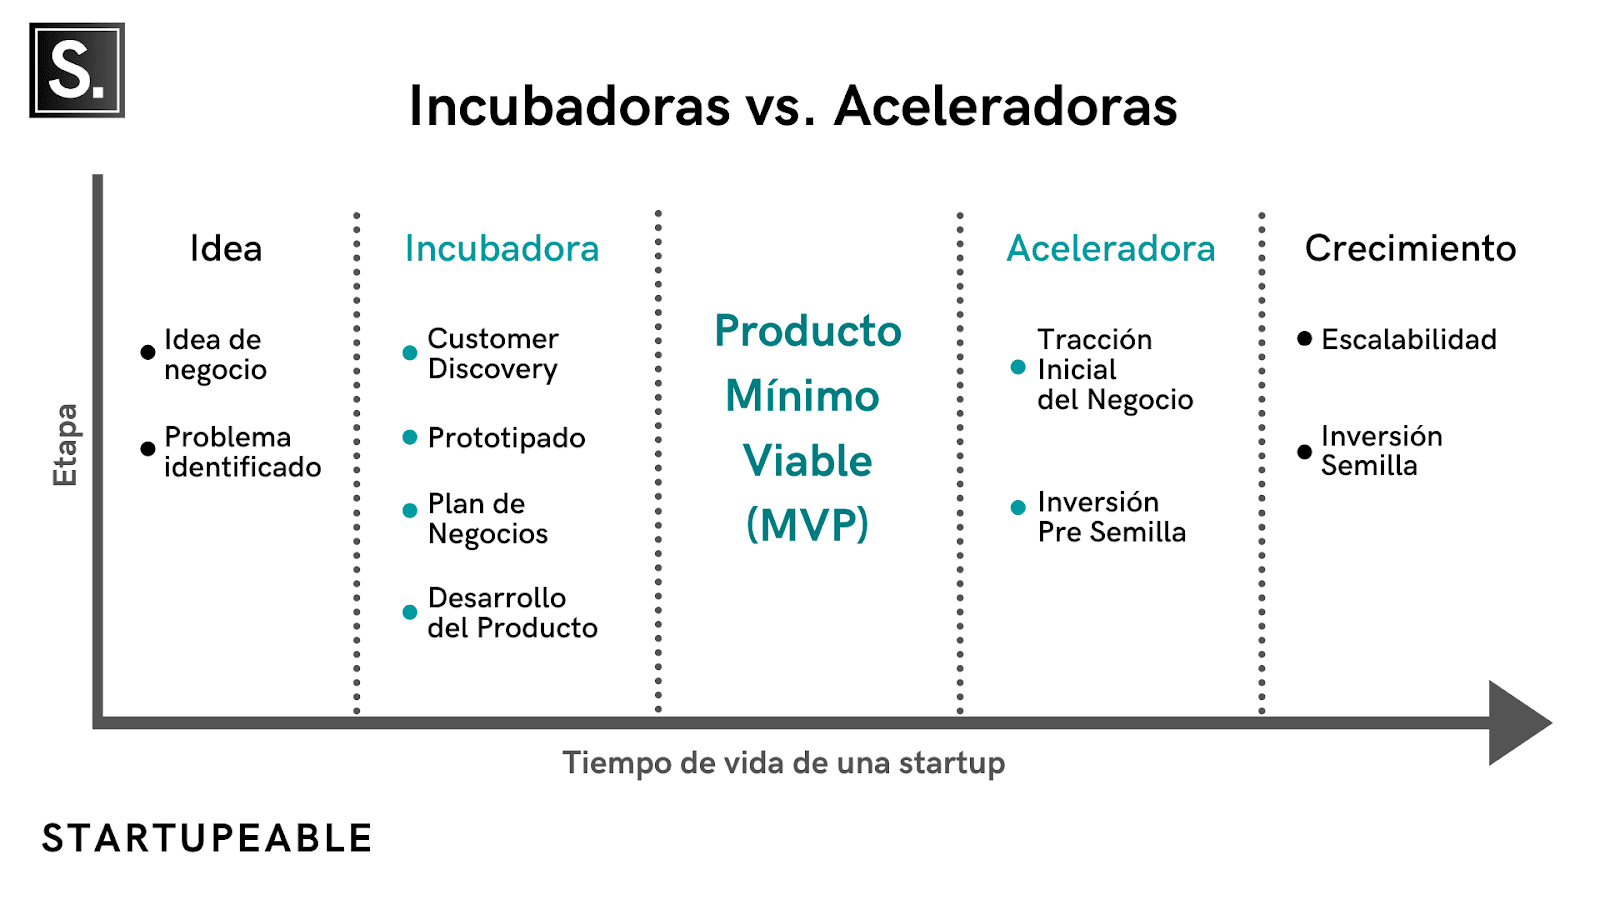 S.
Incubadoras vs. Aceleradoras
Etapa
Idea
Idea de
negocio
Problema
identificado
Incubadora
Customer
Discovery
Prototipado
Plan de
Negocios
Desarrollo
del Producto
Producto
Mínimo
Viable
(MVP)
Aceleradora
Tracción
Inicial
del Negocio
Inversión
Pre Semilla
Crecimiento
Escalabilidad
Inversión
Semilla
Tiempo de vida de una startup
STARTUPEABLE